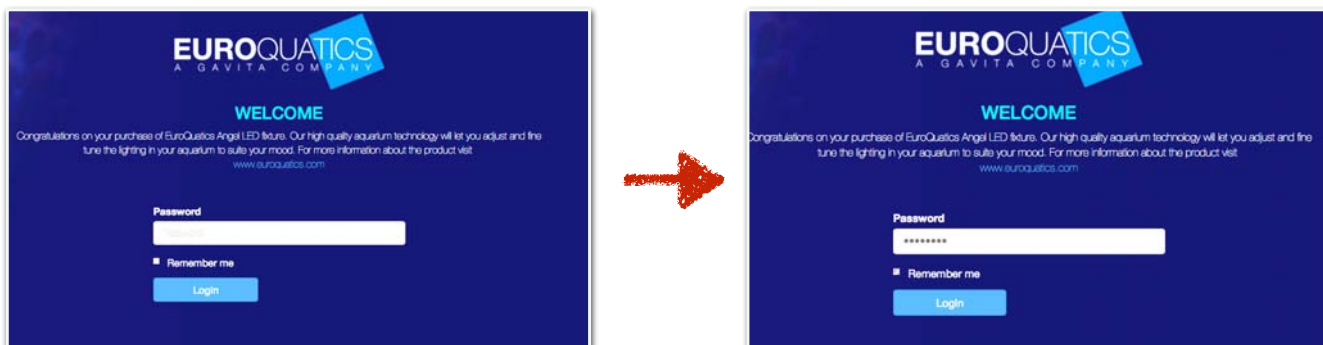 EUROQUATICS
A GAVITA COMPANY
WELCOME
Congratulations on your purchase of EuroQuatics Angel LED fixture. Our high quality aquarium technology will let you adjust and fine
tune the lighting in your aquarium to suite your mood. For more information about the product visit
www.euroquatics.com
Password
Password
Remember me
Login
EUROQUATICS
A GAVITA COMPANY
WELCOME
Congratulations on your purchase of EuroQuatics Angel LED fixture. Our high quality aquarium technology will let you adjust and fine
tune the lighting in your aquarium to suite your mood. For more information about the product visit
www.euroquatics.com
Password
********
Remember me
Login